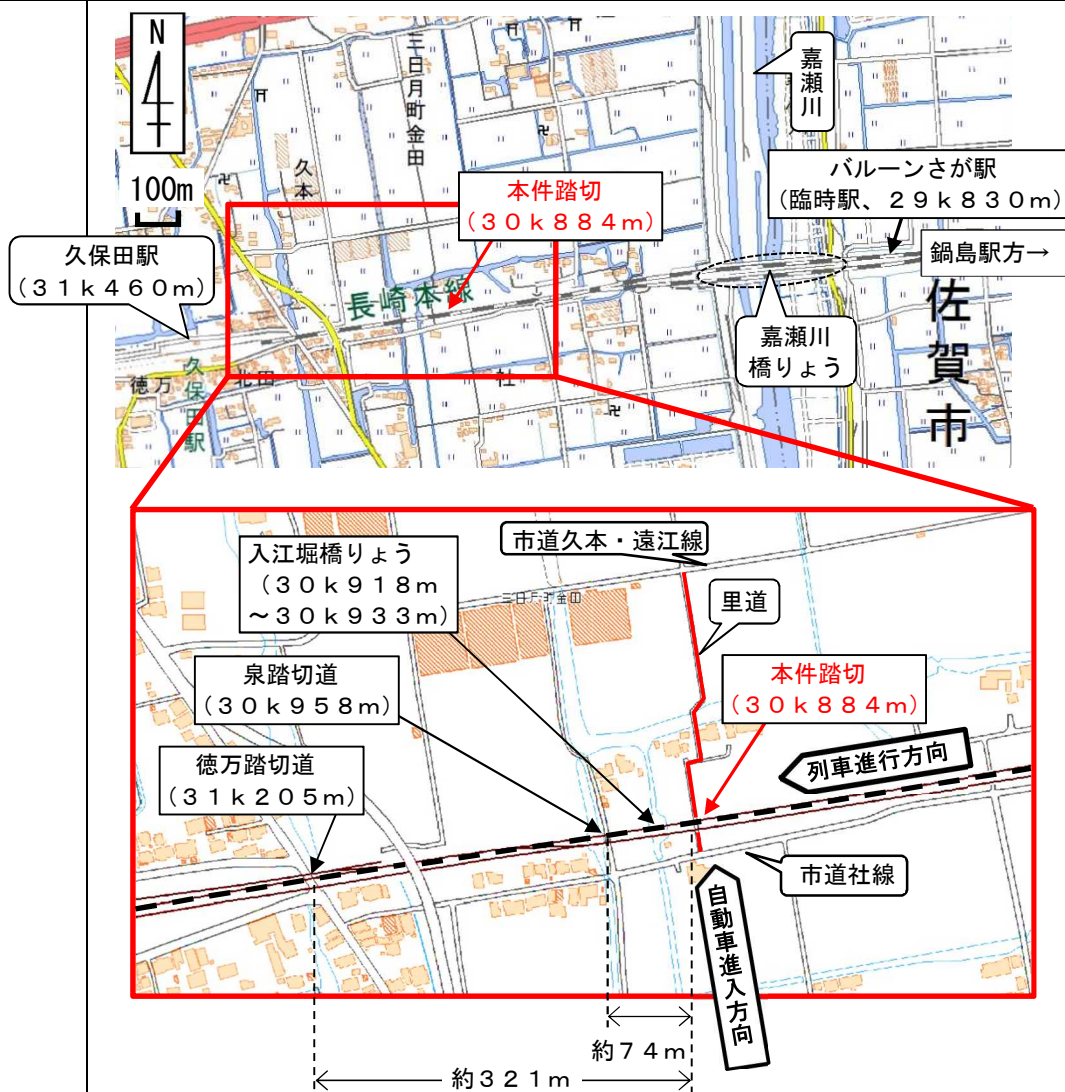 N
100m
三日月町金田
久本
嘉瀬川
バルーンさが駅
(臨時駅、29k830m)
本件踏切
(30k884m)
久保田駅
(31k460m)
鍋島駅方→
長崎本線
嘉瀬川
橋りょう
佐賀市
徳万
久保田駅
北田
社
市道久本・遠江線
入江堀橋りょう
(30k918m
~30k933m)
三日月町金田
里道
泉踏切道
(30k958m)
本件踏切
(30k884m)
列車進行方向
徳万踏切道
(31k205m)
市道社線
自動車進入方向
約74m
約321m